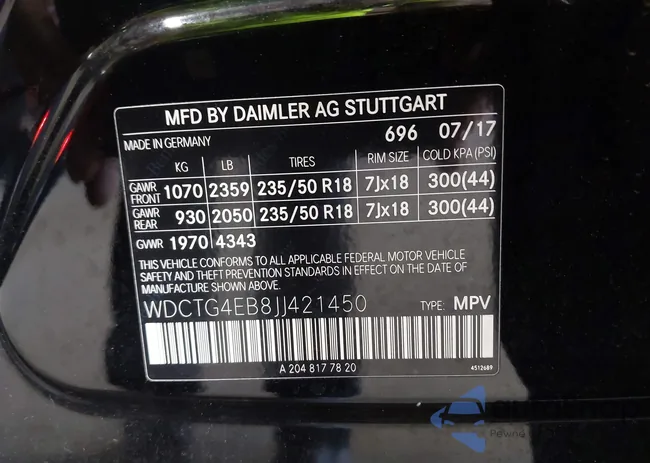 MFD BY DAIMLER AG STUTTGART
MADE IN GERMANY 696 07/17
KG LB TIRES RIM SIZE COLD KPA(PSI)
GAWR FRONT 1070 2359 235/50 R18 7Jx18 300(44)
GAWR REAR 930 2050 235/50 R18 7Jx18 300(44)
GVWR 1970 4343
THIS VEHICLE CONFORMS TO ALL APPLICABLE FEDERAL MOTOR VEHICLE
SAFETY, BUMPER AND THEFT PREVENTION STANDARDS IN EFFECT ON THE DATE
OF MANUFACTURE SHOWN ABOVE.
WDCTG4EB8JJ421450 TYPE: MPV
A 204 817 78 20 4512689